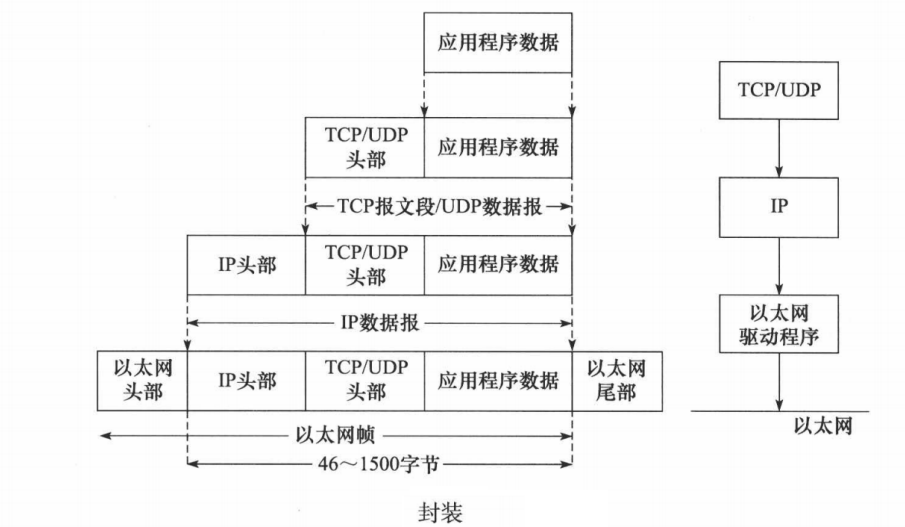 应用程序数据
TCP/UDP
头部
应用程序数据
TCP报文段/UDP数据报
IP头部
TCP/UDP
头部
应用程序数据
IP数据报
以太网
头部
IP头部
TCP/UDP
头部
应用程序数据
以太网
尾部
以太网帧
46～1500字节
TCP/UDP
IP
以太网
驱动程序
以太网
封装